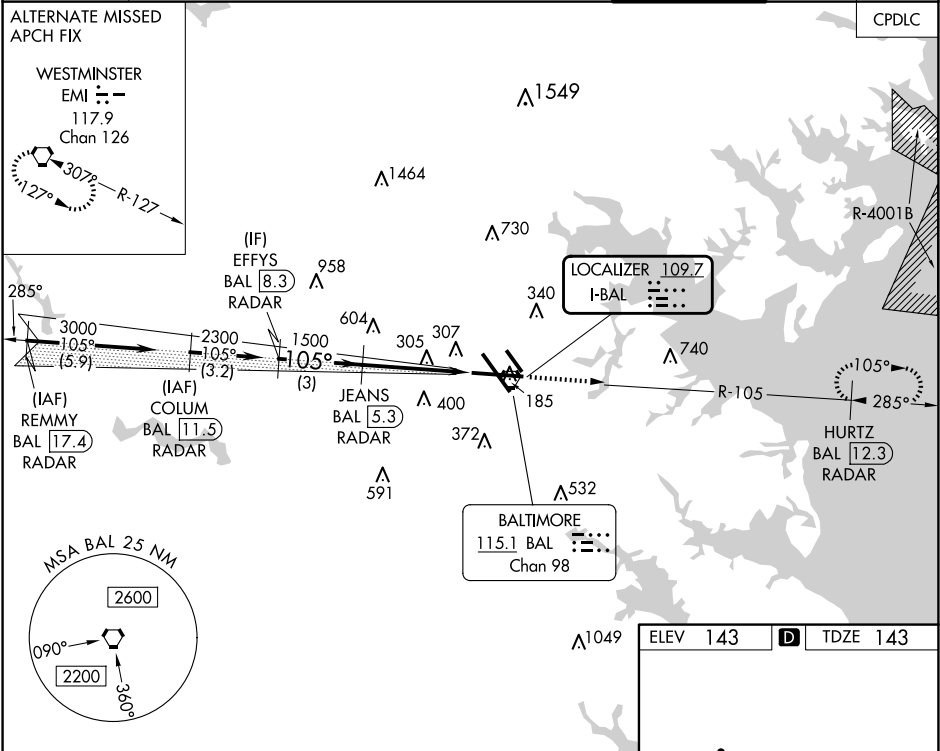 ALTERNATE MISSED
APCH FIX
WESTMINSTER
EMI
117.9
Chan 126
307°
127°
R-127
CPDLC
1549
1464
730
R-4001B
(IF)
EFFYS
BAL 8.3
RADAR
958
LOCALIZER 109.7
I-BAL
340
285°
3000
105°
(5.9)
2300
105°
(3.2)
1500
105°
(3)
604
305
307
740
(IAF)
REMMY
BAL 17.4
RADAR
(IAF)
COLUM
BAL 11.5
RADAR
JEANS
BAL 5.3
RADAR
400
185
R-105
105°
285°
HURTZ
BAL 12.3
RADAR
372
591
532
BALTIMORE
115.1 BAL
Chan 98
MSA BAL 25 NM
2600
090°
2200
360°
1049
ELEV 143 D TDZE 143